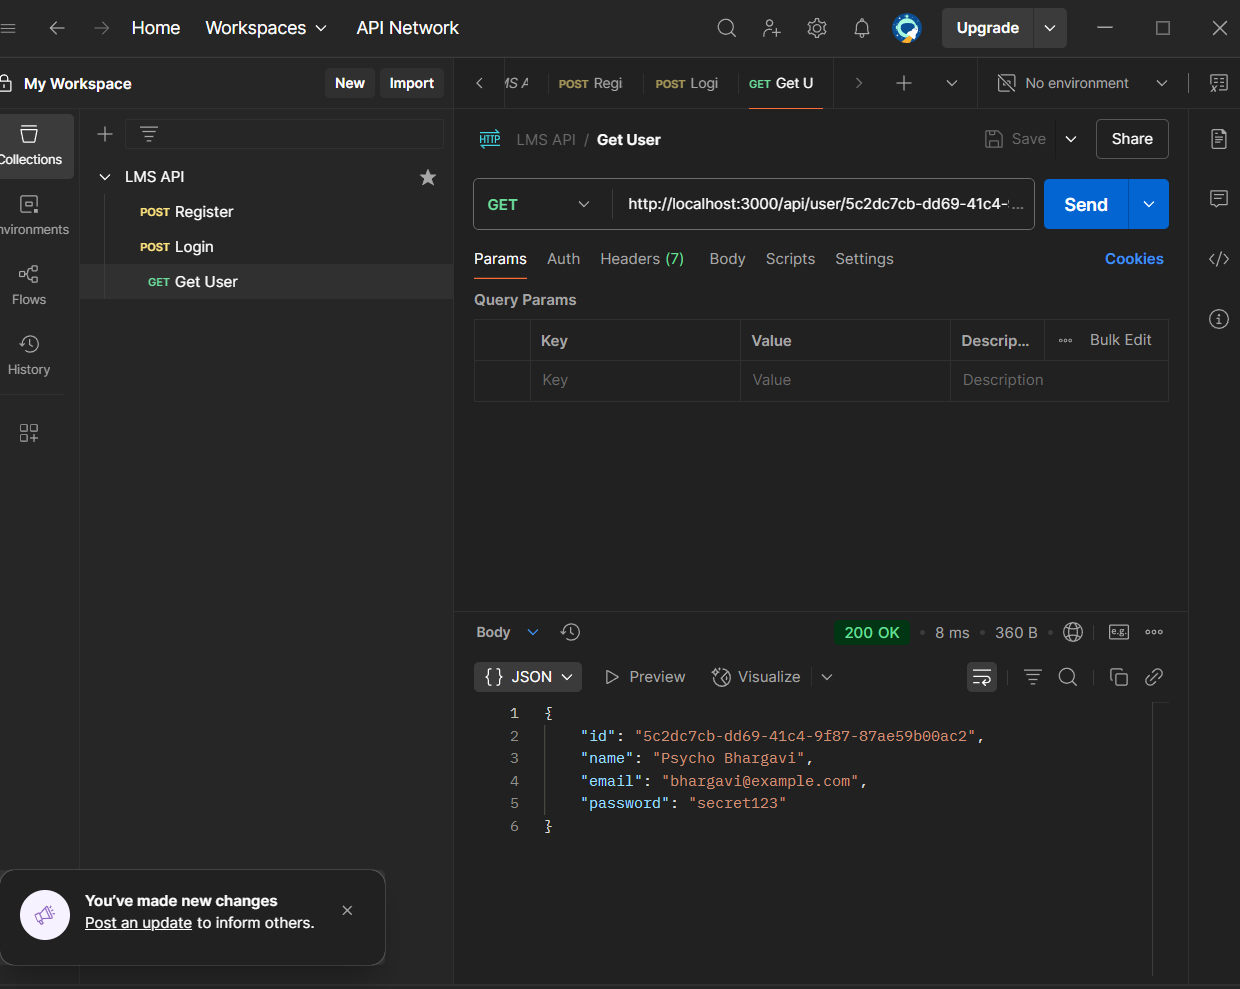 Home Workspaces API Network Upgrade
My Workspace New Import
POST Regi POST Logi GET Get U No environment
Collections
HTTP LMS API / Get User Save Share
LMS API
GET http://localhost:3000/api/user/5c2dc7cb-dd69-41c4-... Send
POST Register
POST Login
GET Get User
Flows
History
Params Auth Headers (7) Body Scripts Settings Cookies
Query Params
Key Value Descrip... Bulk Edit
Key Value Description
Body 200 OK 8 ms 360 B e.g.
{} JSON Preview Visualize
1 {
2 "id": "5c2dc7cb-dd69-41c4-9f87-87ae59b00ac2",
3 "name": "Psycho Bhargavi",
4 "email": "bhargavi@example.com",
5 "password": "secret123"
6 }
You've made new changes
Post an update to inform others.